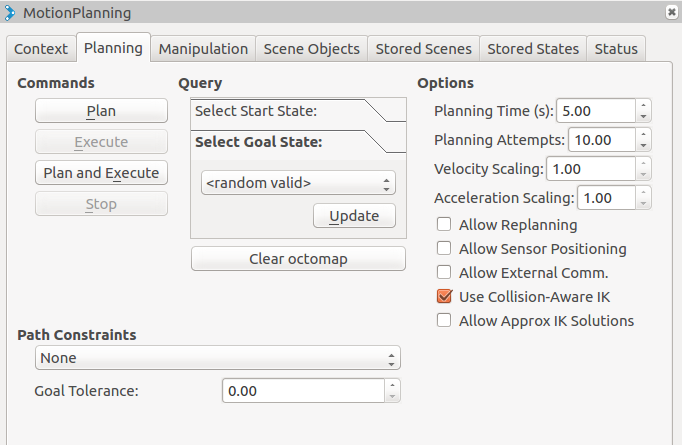 MotionPlanning
Context Planning Manipulation Scene Objects Stored Scenes Stored States Status
Commands
Plan
Execute
Plan and Execute
Stop
Query
Select Start State:
Select Goal State:
<random valid>
Update
Clear octomap
Options
Planning Time (s): 5.00
Planning Attempts: 10.00
Velocity Scaling: 1.00
Acceleration Scaling: 1.00
Allow Replanning
Allow Sensor Positioning
Allow External Comm.
Use Collision-Aware IK
Allow Approx IK Solutions
Path Constraints
None
Goal Tolerance: 0.00